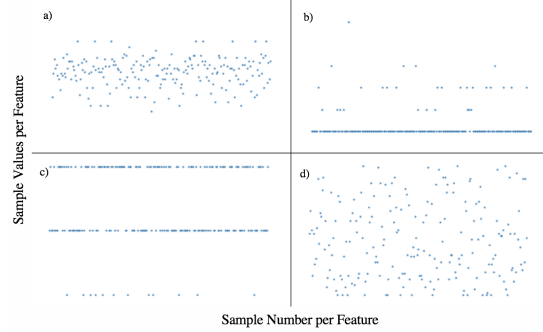 a)
b)
c)
d)
Sample Values per Feature
Sample Number per Feature